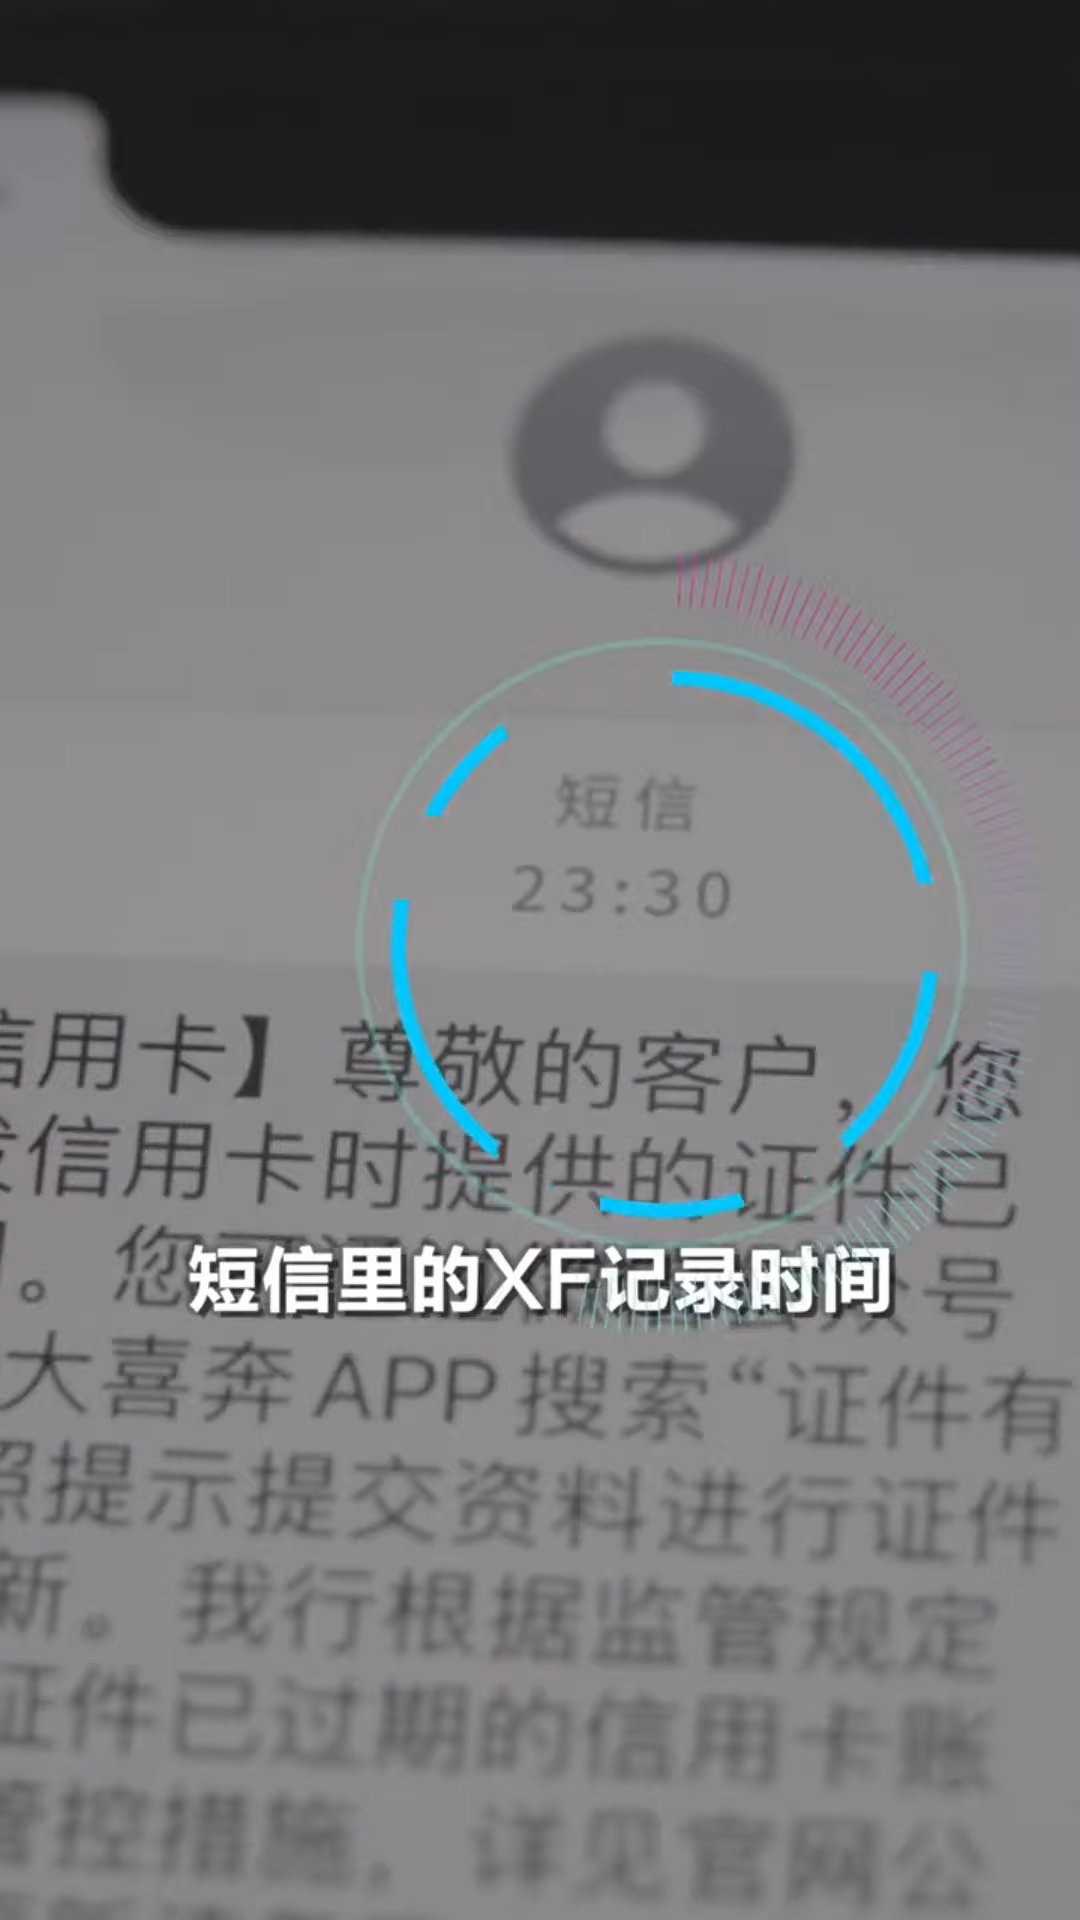 短信
23:30
信用卡】尊敬的客户，您
发信用卡时提供的证件已
。您
号
短信里的XF记录时间
大喜奔APP搜索“证件有
照提示提交资料进行证件
新。我行根据监管规定
证件已过期的信用卡账
管控措施，详见官网公